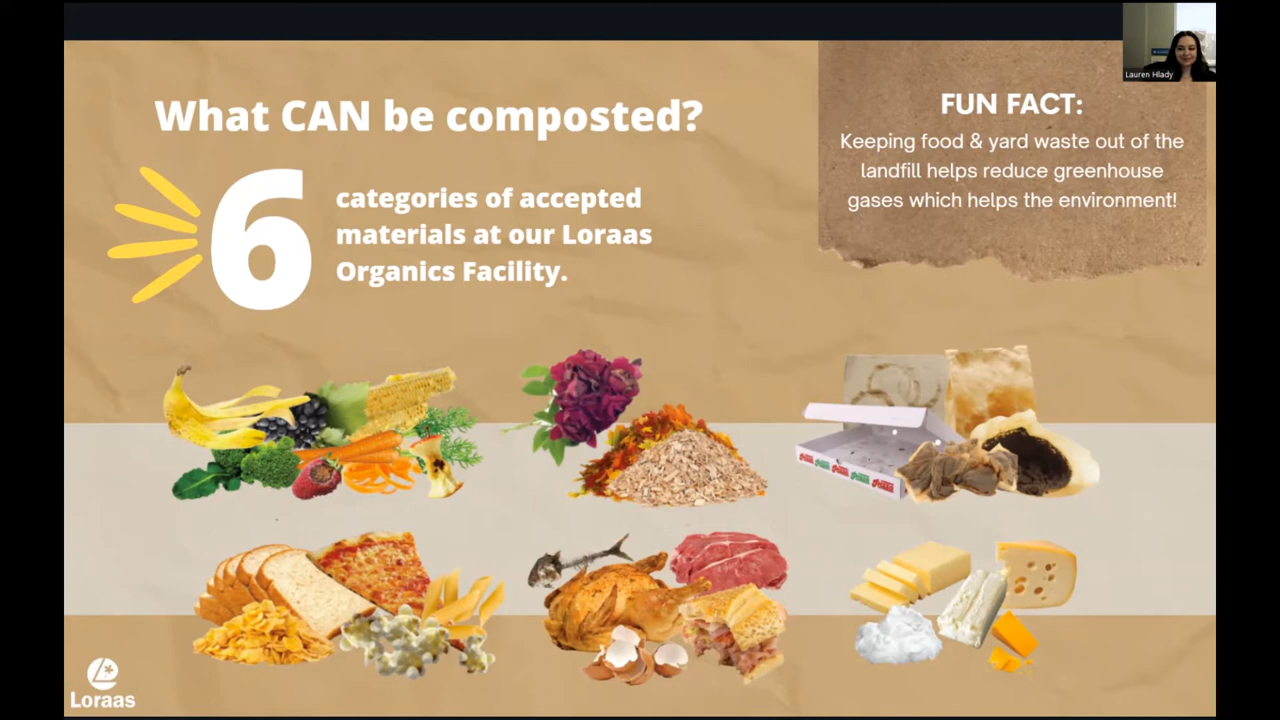 Lauren Hlady
What CAN be composted?
6
categories of accepted
materials at our Loraas
Organics Facility.
FUN FACT:
Keeping food & yard waste out of the
landfill helps reduce greenhouse
gases which helps the environment!
Loraas